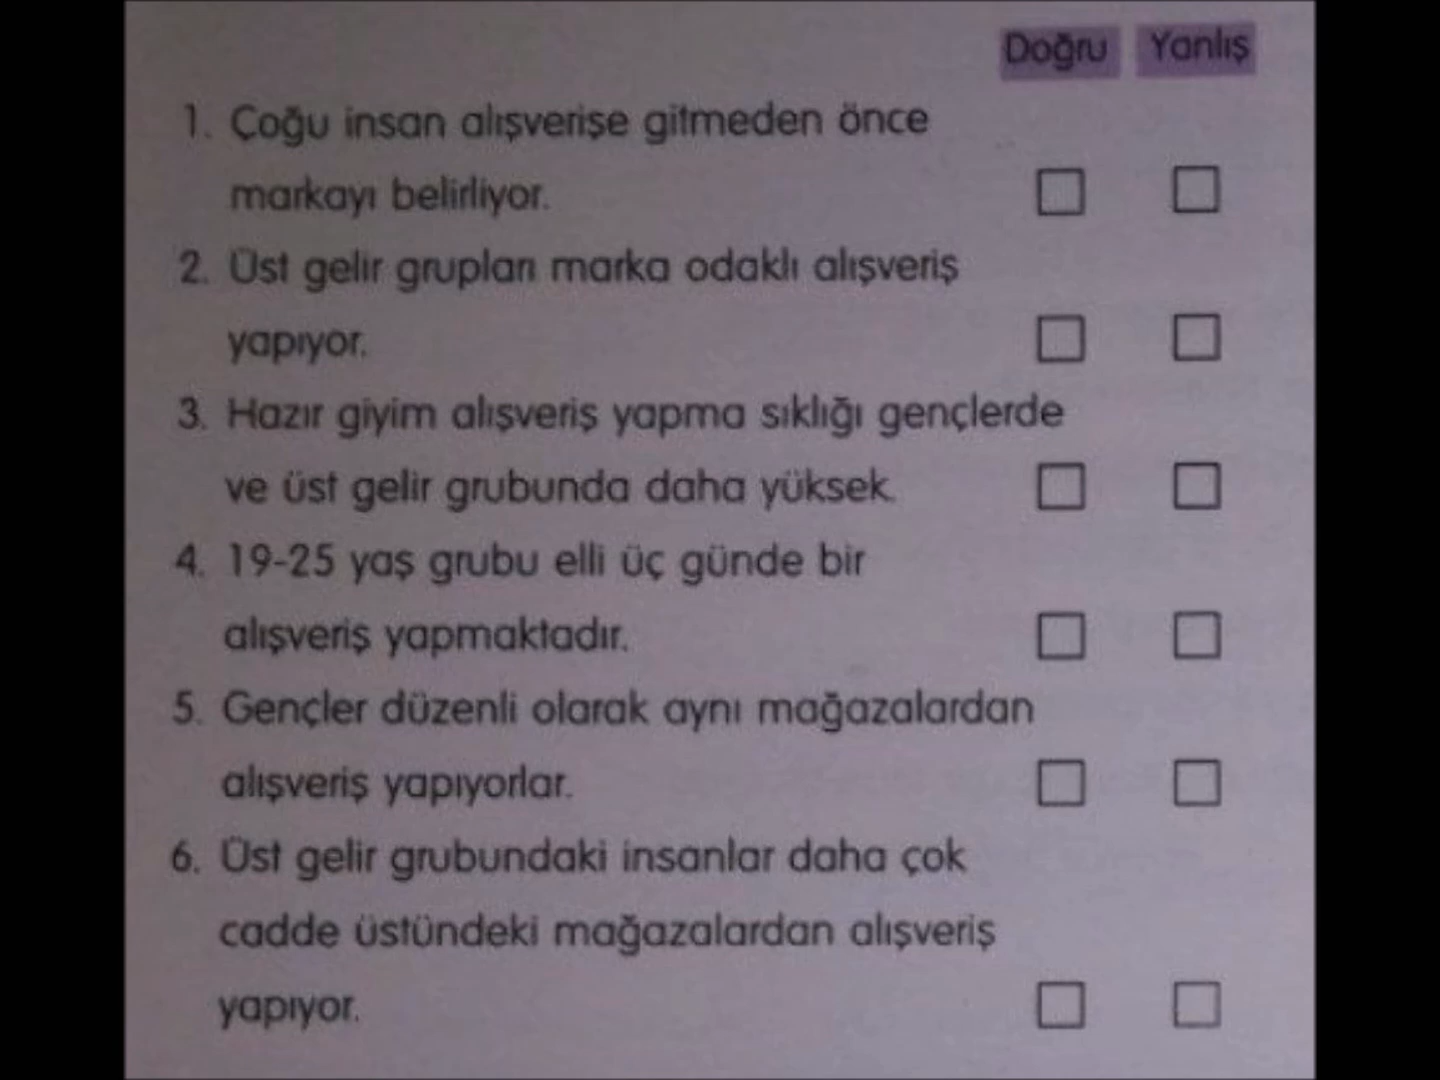 Doğru Yanlış
1. Çoğu insan alışverişe gitmeden önce
markayı belirliyor.
2. Üst gelir grupları marka odaklı alışveriş
yapıyor.
3. Hazır giyim alışveriş yapma sıklığı gençlerde
ve üst gelir grubunda daha yüksek.
4. 19-25 yaş grubu elli üç günde bir
alışveriş yapmaktadır.
5. Gençler düzenli olarak aynı mağazalardan
alışveriş yapıyorlar.
6. Üst gelir grubundaki insanlar daha çok
cadde üstündeki mağazalardan alışveriş
yapıyor.